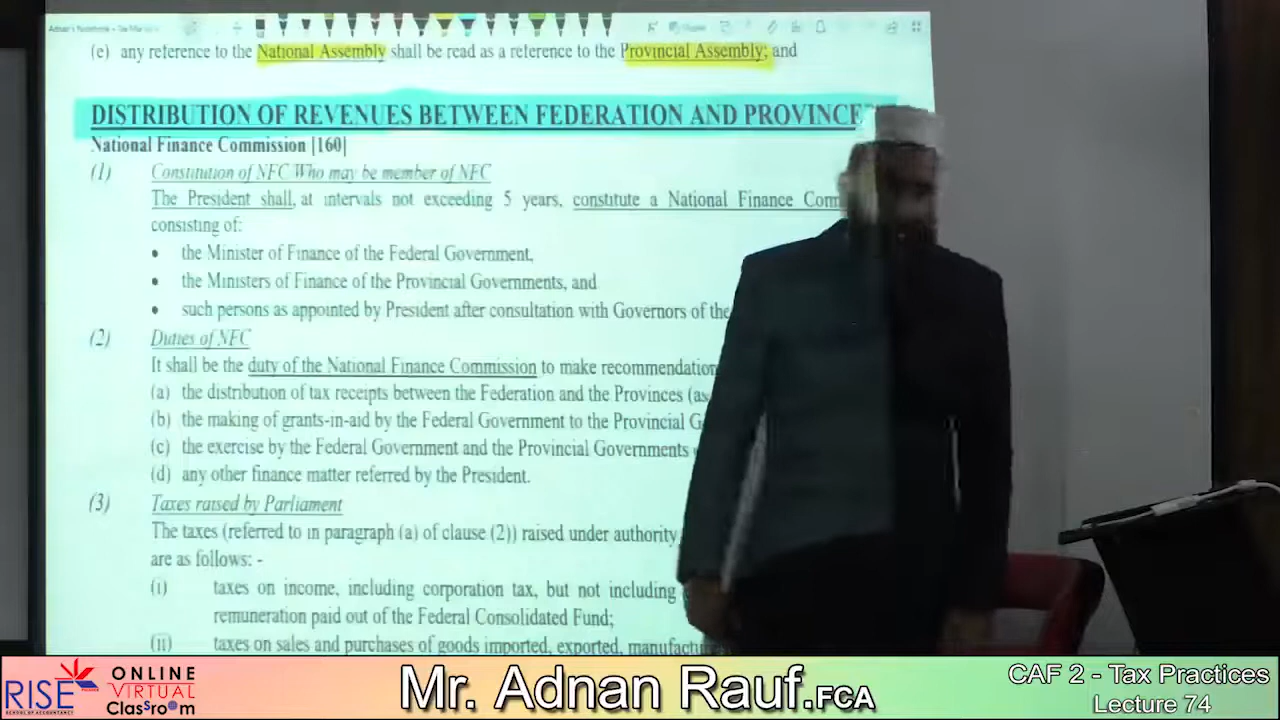 (e) any reference to the National Assembly shall be read as a reference to the Provincial Assembly; and
DISTRIBUTION OF REVENUES BETWEEN FEDERATION AND PROVINCE
National Finance Commission [160]
(1) Constitution of NFC Who may be member of NFC
The President shall, at intervals not exceeding 5 years, constitute a National Finance Com
consisting of:
• the Minister of Finance of the Federal Government,
• the Ministers of Finance of the Provincial Governments, and
• such persons as appointed by President after consultation with Governors of the
(2) Duties of NFC
It shall be the duty of the National Finance Commission to make recommendation
(a) the distribution of tax receipts between the Federation and the Provinces (as
(b) the making of grants-in-aid by the Federal Government to the Provincial G
(c) the exercise by the Federal Government and the Provincial Governments
(d) any other finance matter referred by the President.
(3) Taxes raised by Parliament
The taxes (referred to in paragraph (a) of clause (2)) raised under authority
are as follows: -
(i) taxes on income, including corporation tax, but not including
remuneration paid out of the Federal Consolidated Fund;
(ii) taxes on sales and purchases of goods imported, exported, manufactu
RISE
SCHOOL OF ACCOUNTANCY
ONLINE
VIRTUAL
Classroom
Mr. Adnan Rauf.FCA
CAF 2 - Tax Practices
Lecture 74